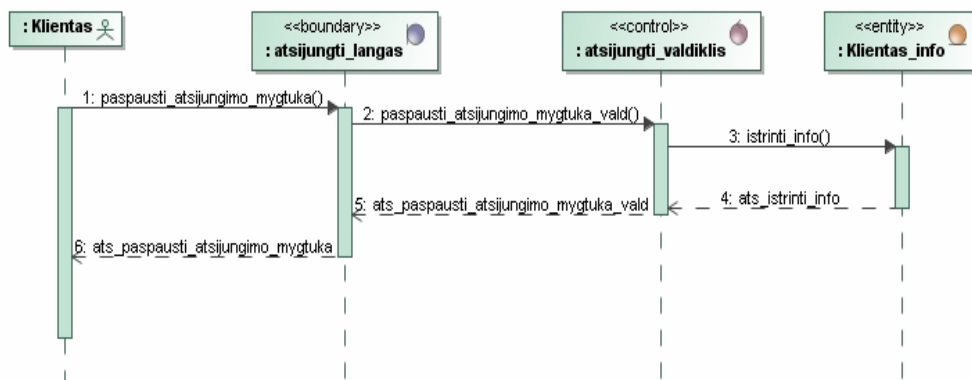 : Klientas
<<boundary>>
: atsijungti_langas
<<control>>
: atsijungti_valdiklis
<<entity>>
: Klientas_info
1: paspausti_atsijungimo_mygtuka()
2: paspausti_atsijungimo_mygtuka_vald()
3: istrinti_info()
4: ats_istrinti_info
5: ats_paspausti_atsijungimo_mygtuka_vald
6: ats_paspausti_atsijungimo_mygtuka